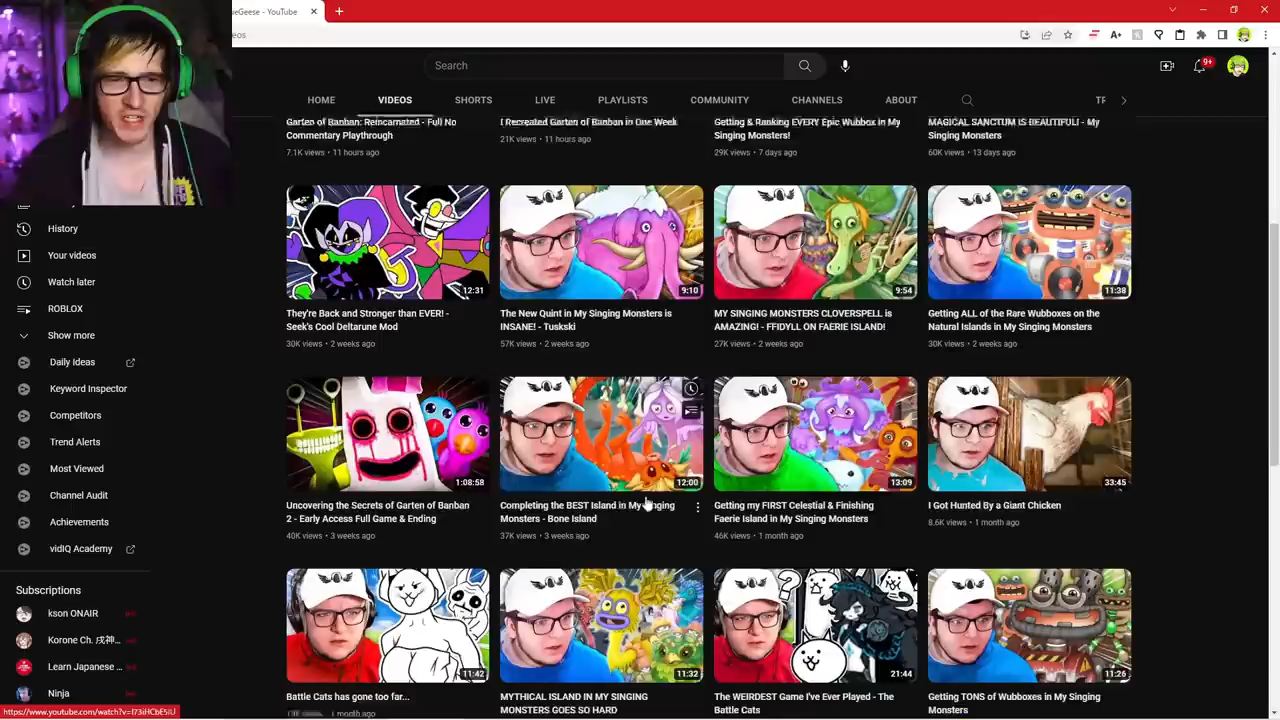 ueGeese - YouTube
eos
Search
9+
HOME
VIDEOS
SHORTS
LIVE
PLAYLISTS
COMMUNITY
CHANNELS
ABOUT
Garten of Banban: Reincarnated - Full No
Commentary Playthrough
7.1K views • 11 hours ago
I Recreated Garten of Banban in One Week
21K views • 11 hours ago
Getting & Ranking EVERY Epic Wubbox in My
Singing Monsters!
29K views • 7 days ago
MAGICAL SANCTUM IS BEAUTIFUL! - My
Singing Monsters
60K views • 13 days ago
History
Your videos
Watch later
ROBLOX
Show more
Daily Ideas
Keyword Inspector
Competitors
Trend Alerts
Most Viewed
Channel Audit
Achievements
vidIQ Academy
Subscriptions
kson ONAIR
Korone Ch. 戌神...
Learn Japanese ...
Ninja
12:31
They're Back and Stronger than EVER! -
Seek's Cool Deltarune Mod
30K views • 2 weeks ago
9:10
The New Quint in My Singing Monsters is
INSANE! - Tuskski
57K views • 2 weeks ago
9:54
MY SINGING MONSTERS CLOVERSPELL is
AMAZING! - FFIDYLL ON FAERIE ISLAND!
27K views • 2 weeks ago
11:38
Getting ALL of the Rare Wubboxes on the
Natural Islands in My Singing Monsters
30K views • 2 weeks ago
1:08:58
Uncovering the Secrets of Garten of Banban
2 - Early Access Full Game & Ending
40K views • 3 weeks ago
12:00
Completing the BEST Island in My Singing
Monsters - Bone Island
37K views • 3 weeks ago
13:09
Getting my FIRST Celestial & Finishing
Faerie Island in My Singing Monsters
46K views • 1 month ago
33:45
I Got Hunted By a Giant Chicken
8.6K views • 1 month ago
11:42
Battle Cats has gone too far...
1 month ago
11:32
MYTHICAL ISLAND IN MY SINGING
MONSTERS GOES SO HARD
21:44
The WEIRDEST Game I've Ever Played - The
Battle Cats
11:26
Getting TONS of Wubboxes in My Singing
Monsters